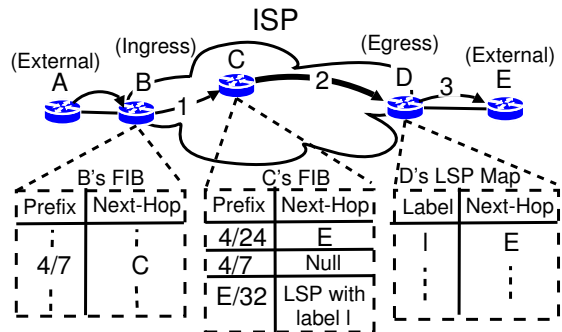 ISP
(External)
(Ingress)
(Egress)
(External)
A
B
C
D
E
1
2
3
B's FIB
Prefix Next-Hop
4/7 C
C's FIB
Prefix Next-Hop
4/24 E
4/7 Null
E/32 LSP with
label l
D's LSP Map
Label Next-Hop
l E